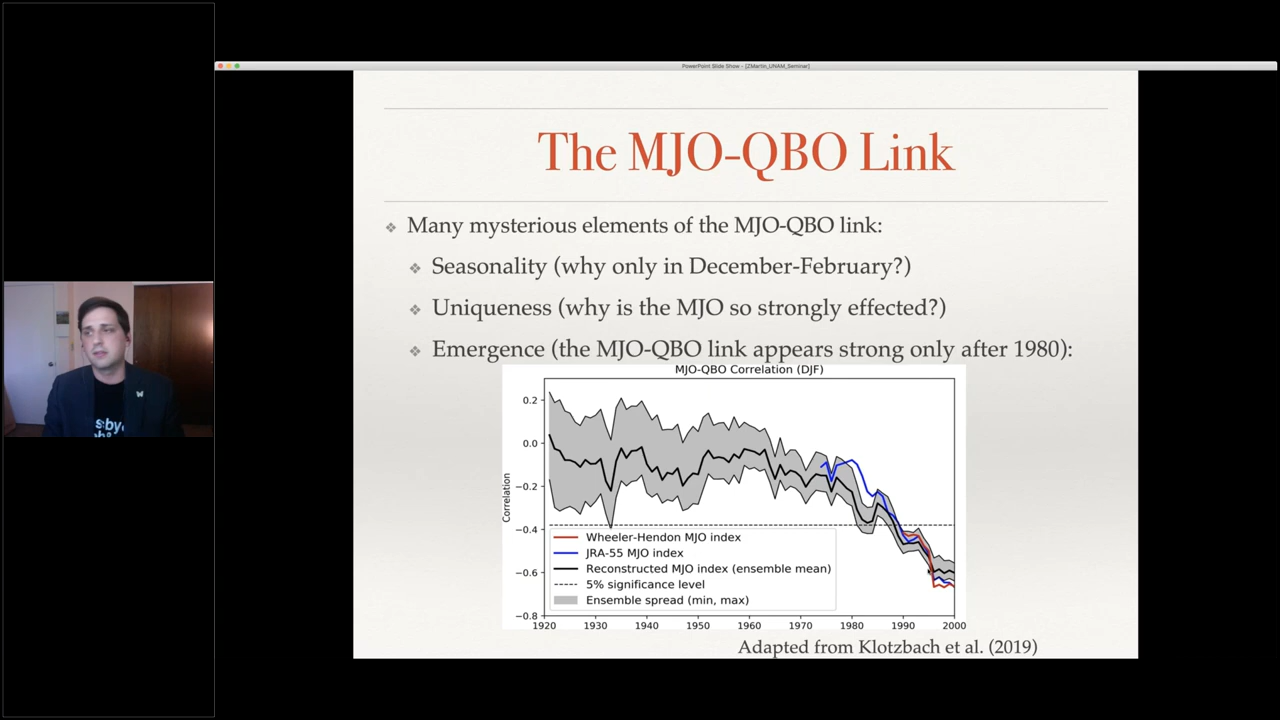 PowerPoint Slide Show - [ZMartin_UNAM_Seminar]
The MJO-QBO Link
Many mysterious elements of the MJO-QBO link:
Seasonality (why only in December-February?)
Uniqueness (why is the MJO so strongly effected?)
Emergence (the MJO-QBO link appears strong only after 1980):
MJO-QBO Correlation (DJF)
Correlation
0.2
0.0
−0.2
−0.4
−0.6
−0.8
Wheeler-Hendon MJO index
JRA-55 MJO index
Reconstructed MJO index (ensemble mean)
5% significance level
Ensemble spread (min, max)
1920 1930 1940 1950 1960 1970 1980 1990 2000
Adapted from Klotzbach et al. (2019)